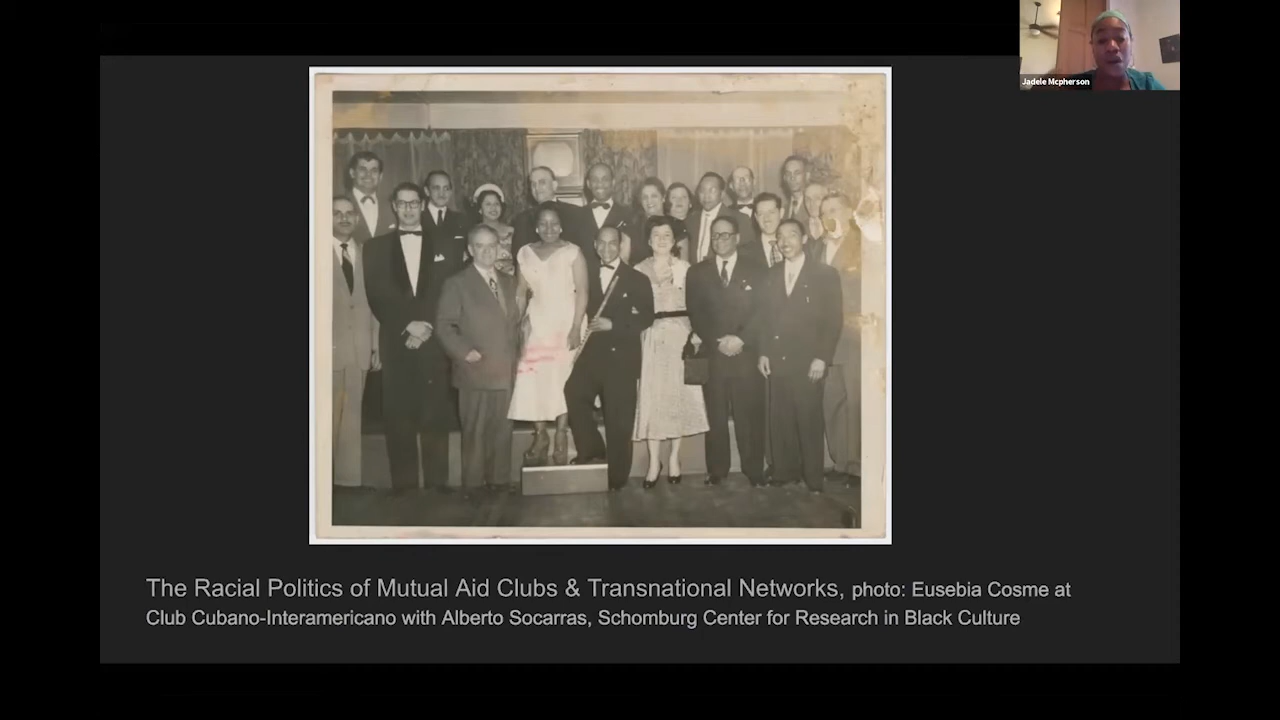 Jadele Mcpherson
The Racial Politics of Mutual Aid Clubs & Transnational Networks, photo: Eusebia Cosme at
Club Cubano-Interamericano with Alberto Socarras, Schomburg Center for Research in Black Culture